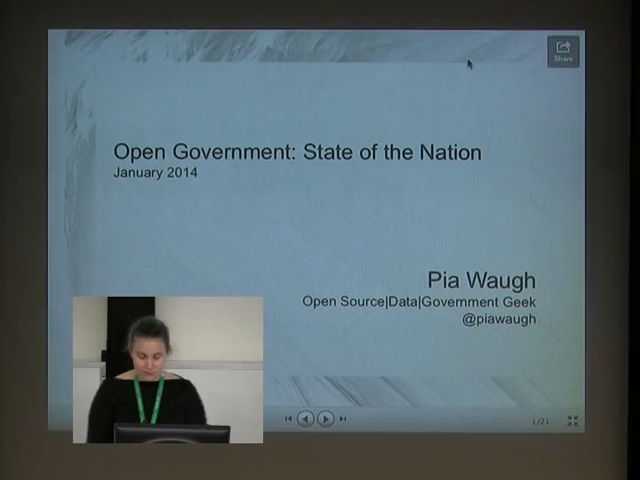 Share
Open Government: State of the Nation
January 2014
Pia Waugh
Open Source|Data|Government Geek
@piawaugh
1/21